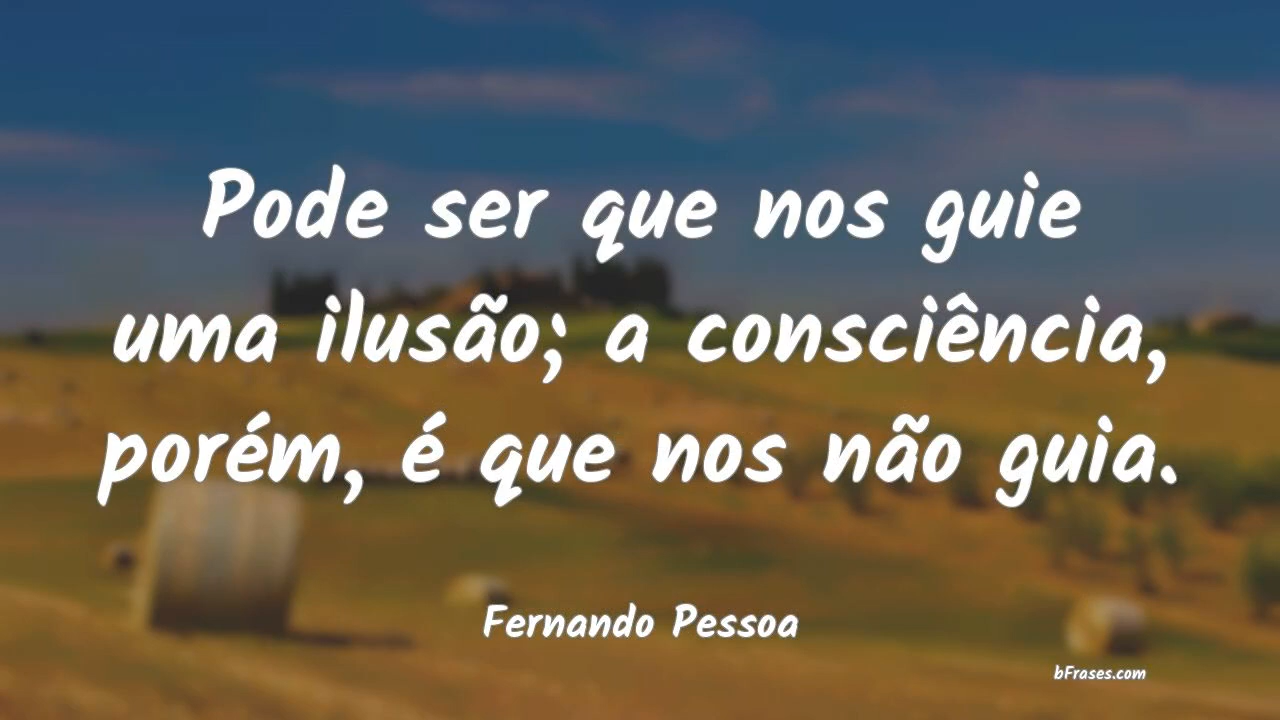 Pode ser que nos guie
uma ilusão; a consciência,
porém, é que nos não guia.
Fernando Pessoa
bFrases.com